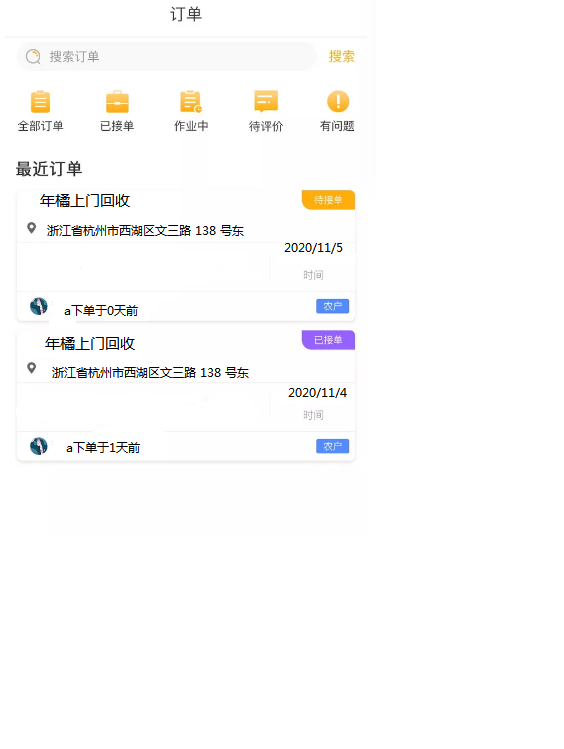 订单
搜索订单 搜索
全部订单 已接单 作业中 待评价 有问题
最近订单
年橘上门回收 待接单
浙江省杭州市西湖区文三路 138 号东
2020/11/5
时间
a下单于0天前 农户
年橘上门回收 已接单
浙江省杭州市西湖区文三路 138 号东
2020/11/4
时间
a下单于1天前 农户